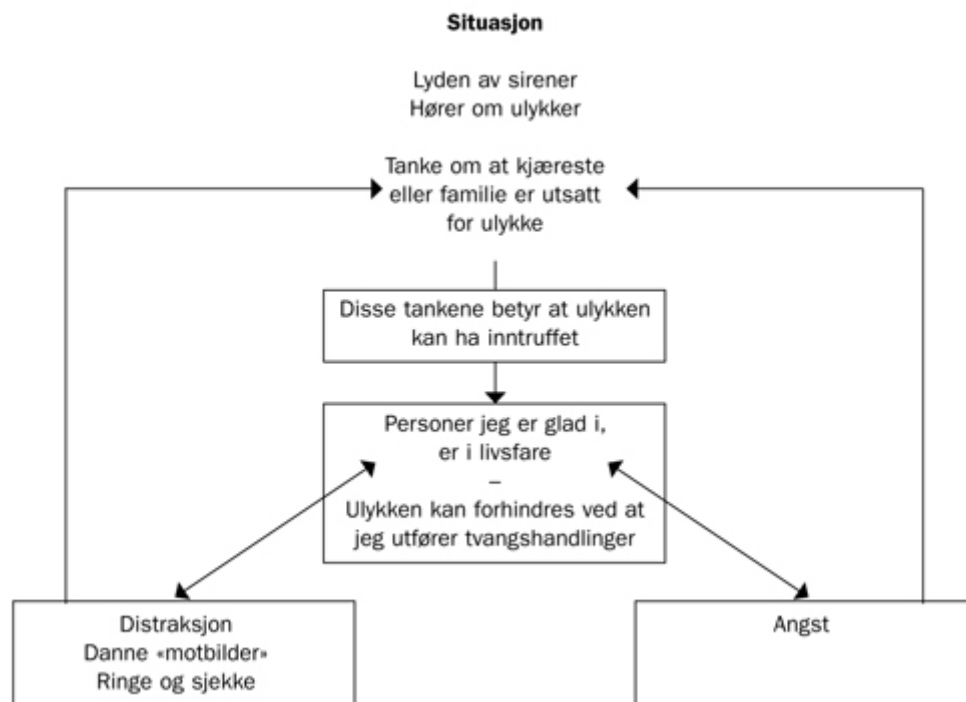 Situasjon
Lyden av sirener
Hører om ulykker
Tanke om at kjæreste
eller familie er utsatt
for ulykke
Disse tankene betyr at ulykken
kan ha inntruffet
Personer jeg er glad i,
er i livsfare
–
Ulykken kan forhindres ved at
jeg utfører tvangshandlinger
Distraksjon
Danne «motbilder»
Ringe og sjekke
Angst